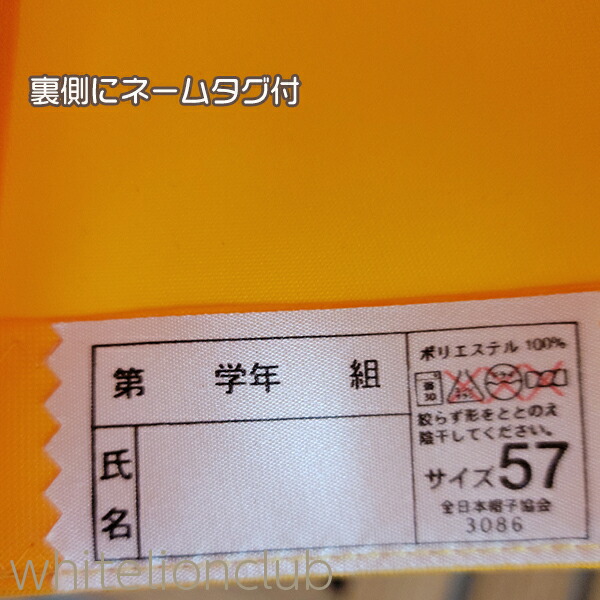 裏側にネームタグ付
第 学年 組
氏名
ポリエステル 100%
絞らず形をととのえ
陰干してください。
サイズ 57
全日本帽子協会
3086
whitelionclub